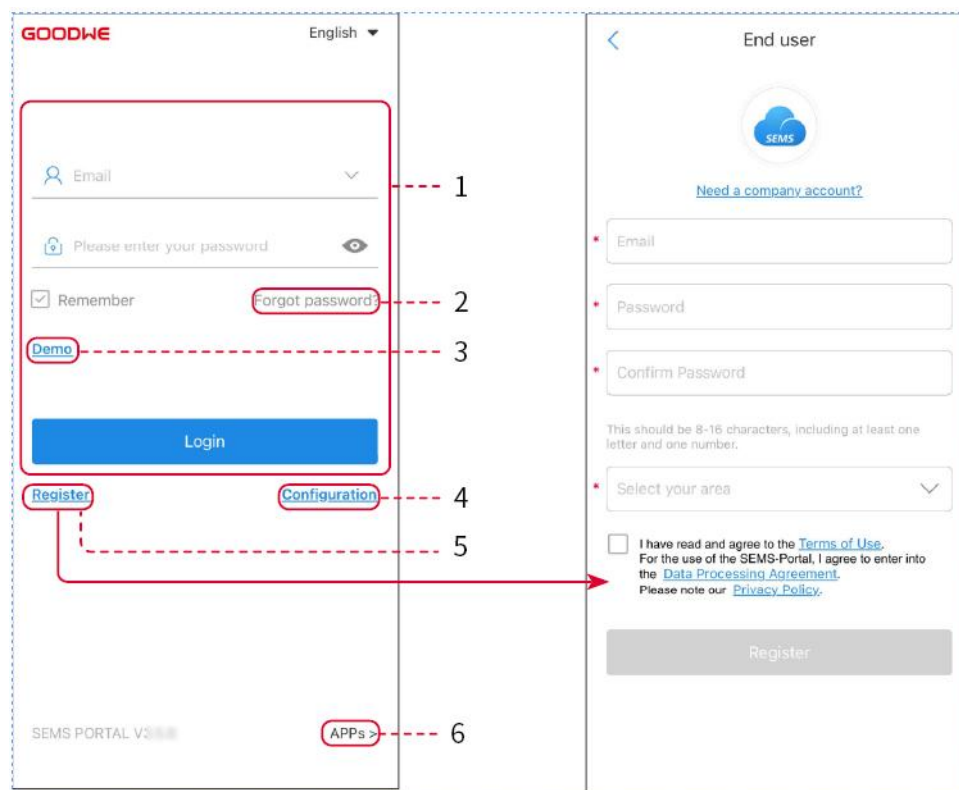 GOODWE
English
Email
1
Please enter your password
Remember
Forgot password?
2
Demo
3
Login
Register
Configuration
4
5
SEMS PORTAL
APPs >
6
End user
SEMS
Need a company account?
* Email
* Password
* Confirm Password
This should be 8-16 characters, including at least one
letter and one number.
* Select your area
I have read and agree to the Terms of Use.
For the use of the SEMS-Portal, I agree to enter into
the Data Processing Agreement.
Please note our Privacy Policy.
Register